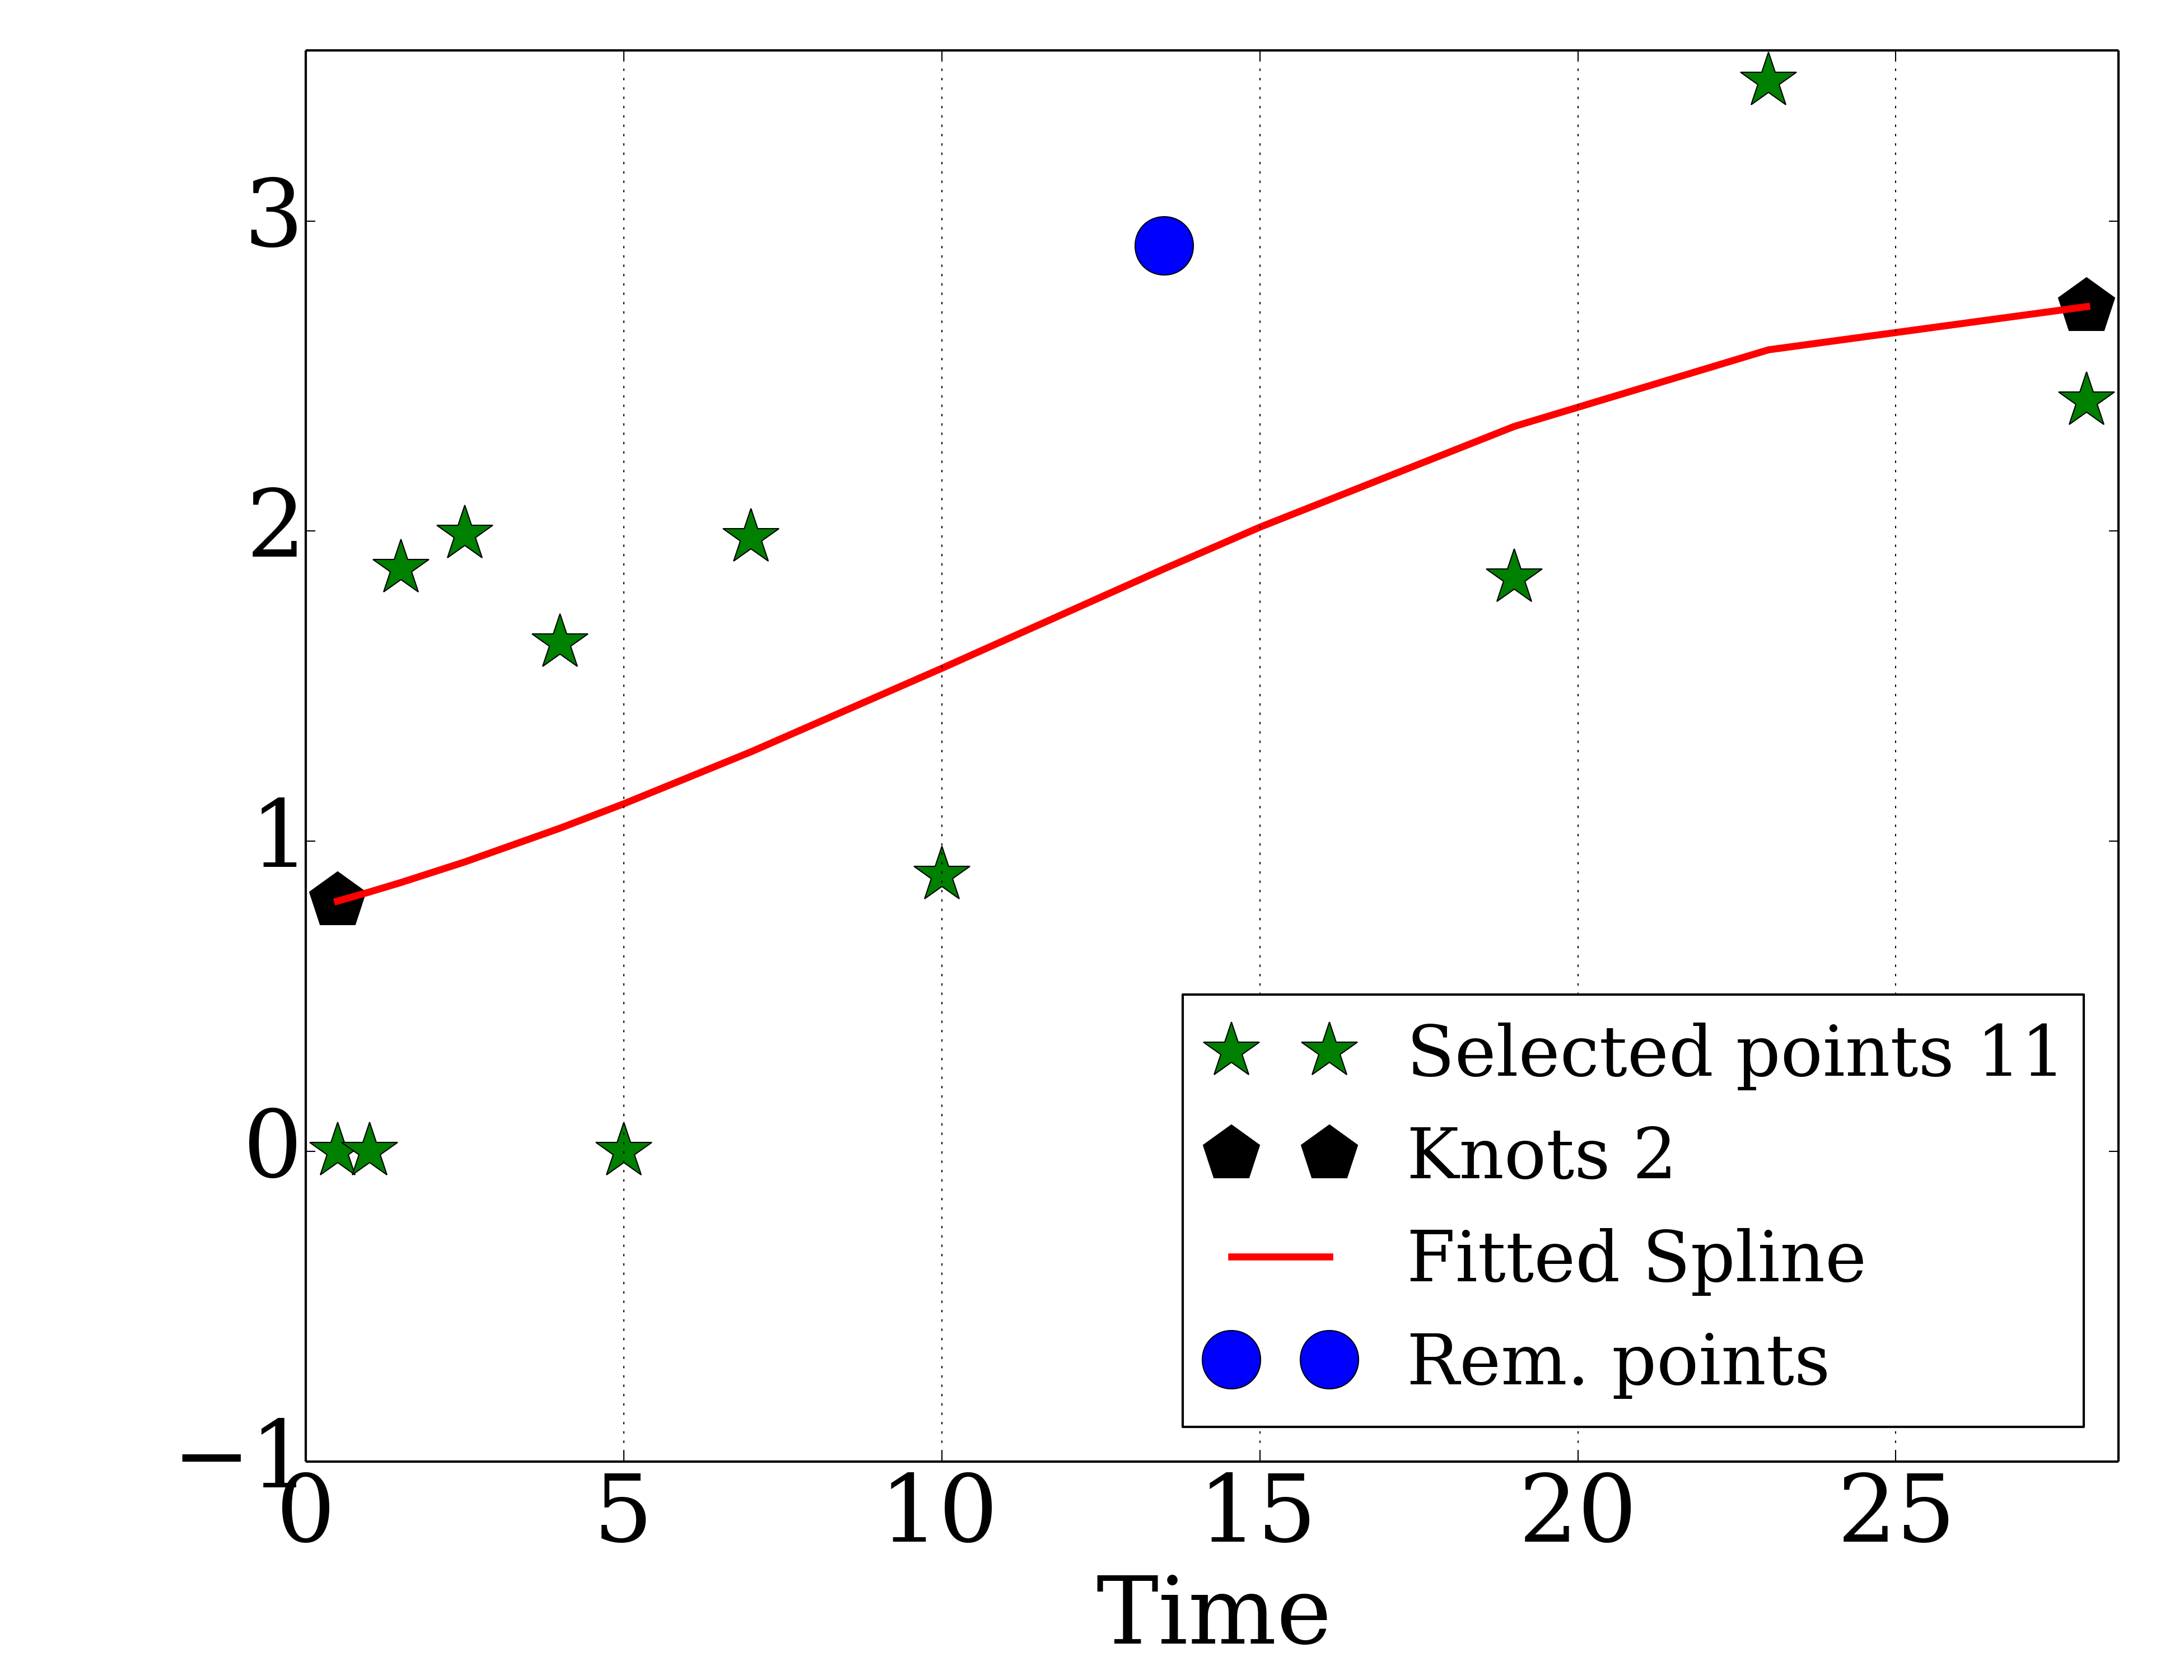 3
2
1
0
−1
0 5 10 15 20 25
Time
Selected points 11
Knots 2
Fitted Spline
Rem. points